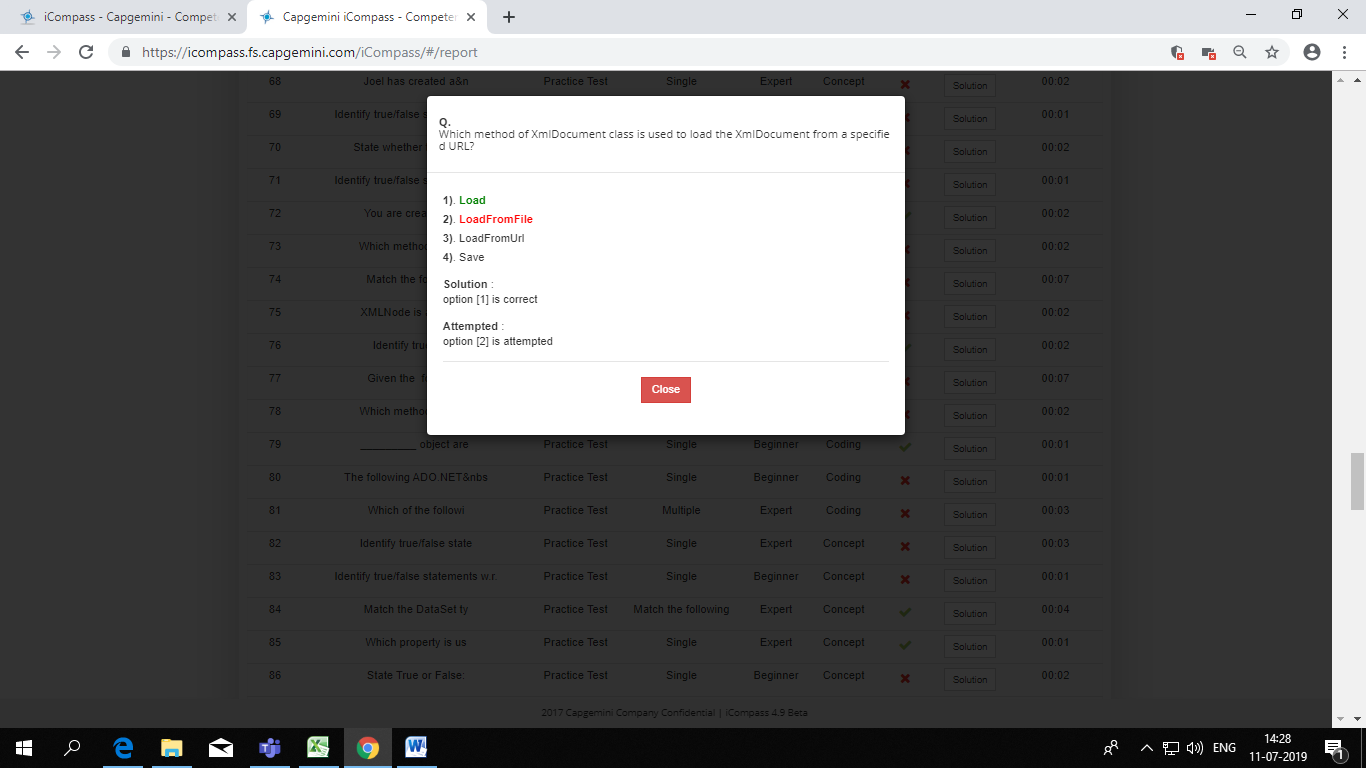 iCompass - Capgemini - Compet
Capgemini iCompass - Competen
https://icompass.fs.capgemini.com/iCompass/#/report
68 Joel has created a&n Practice Test Single Expert Concept Solution 00:02
69 Identify true/false s Solution 00:01
70 State whether Solution 00:02
71 Identify true/false s Solution 00:01
72 You are crea Solution 00:02
73 Which metho Solution 00:02
74 Match the fo Solution 00:07
75 XMLNode is Solution 00:02
76 Identify tru Solution 00:02
77 Given the f Solution 00:07
78 Which metho Solution 00:02
Q.
Which method of XmlDocument class is used to load the XmlDocument from a specifie
d URL?
1). Load
2). LoadFromFile
3). LoadFromUrl
4). Save
Solution :
option [1] is correct
Attempted :
option [2] is attempted
Close
79 __________ object are Practice Test Single Beginner Coding Solution 00:01
80 The following ADO.NET&nbs Practice Test Single Beginner Coding Solution 00:01
81 Which of the followi Practice Test Multiple Expert Coding Solution 00:03
82 Identify true/false state Practice Test Single Expert Concept Solution 00:03
83 Identify true/false statements w.r. Practice Test Single Beginner Concept Solution 00:01
84 Match the DataSet ty Practice Test Match the following Expert Concept Solution 00:04
85 Which property is us Practice Test Single Expert Concept Solution 00:01
86 State True or False: Practice Test Single Beginner Concept Solution 00:02
2017 Capgemini Company Confidential | iCompass 4.9 Beta
ENG
14:28
11-07-2019
1